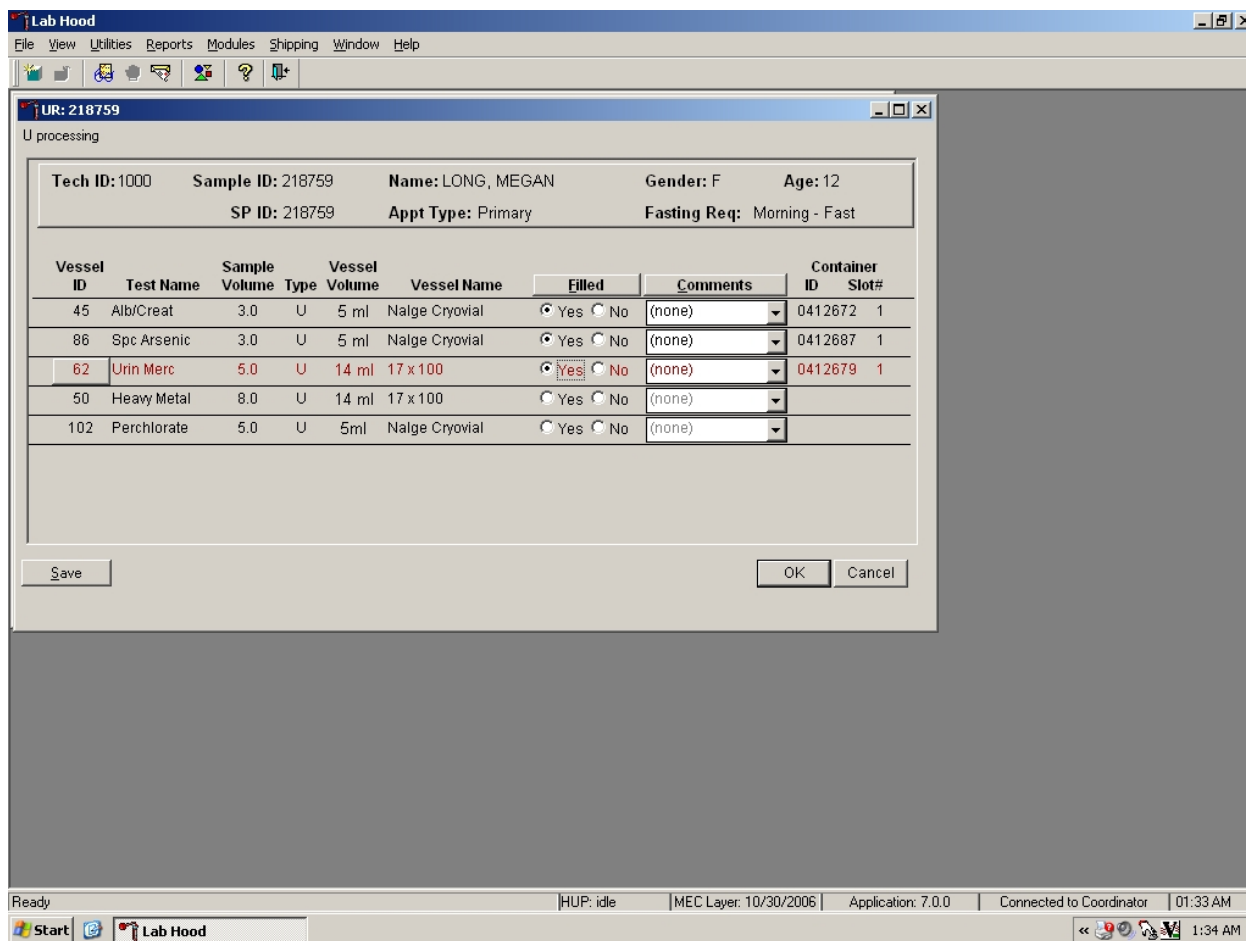 Lab Hood
File View Utilities Reports Modules Shipping Window Help
UR: 218759
U processing
Tech ID: 1000 Sample ID: 218759 Name: LONG, MEGAN Gender: F Age: 12
SP ID: 218759 Appt Type: Primary Fasting Req: Morning - Fast
Vessel Sample Vessel Container
ID Test Name Volume Type Volume Vessel Name Filled Comments ID Slot#
45 Alb/Creat 3.0 U 5 ml Nalge Cryovial Yes No (none) 0412672 1
86 Spc Arsenic 3.0 U 5 ml Nalge Cryovial Yes No (none) 0412687 1
62 Urin Merc 5.0 U 14 ml 17 x 100 Yes No (none) 0412679 1
50 Heavy Metal 8.0 U 14 ml 17 x 100 Yes No (none)
102 Perchlorate 5.0 U 5ml Nalge Cryovial Yes No (none)
Save OK Cancel
Ready HUP: idle MEC Layer: 10/30/2006 Application: 7.0.0 Connected to Coordinator 01:33 AM
Start Lab Hood « 1:34 AM